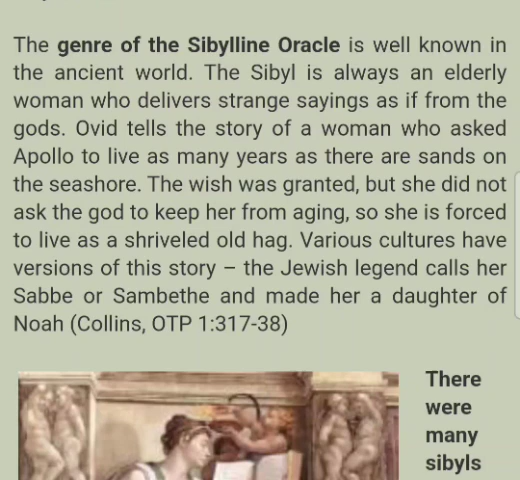 The genre of the Sibylline Oracle is well known in
the ancient world. The Sibyl is always an elderly
woman who delivers strange sayings as if from the
gods. Ovid tells the story of a woman who asked
Apollo to live as many years as there are sands on
the seashore. The wish was granted, but she did not
ask the god to keep her from aging, so she is forced
to live as a shriveled old hag. Various cultures have
versions of this story – the Jewish legend calls her
Sabbe or Sambethe and made her a daughter of
Noah (Collins, OTP 1:317-38)
There
were
many
sibyls